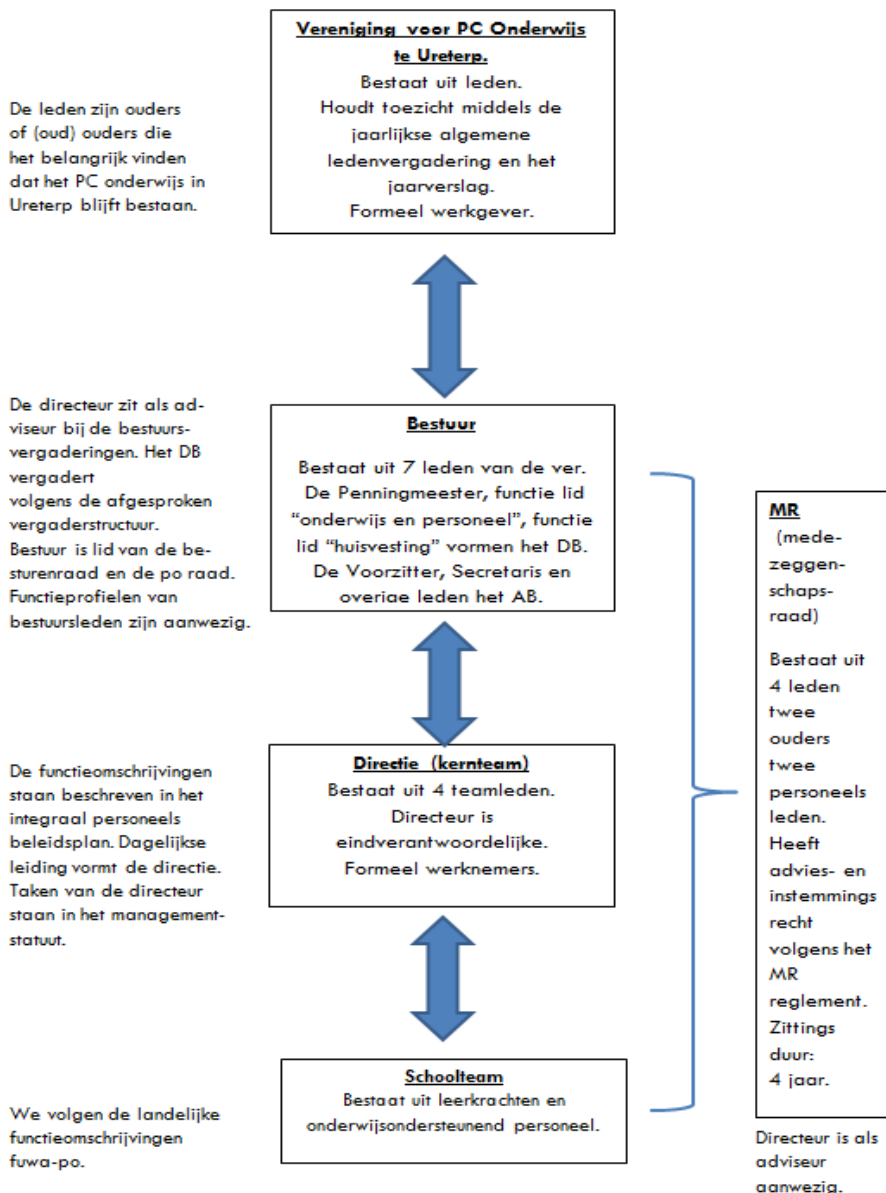 Vereniging voor PC Onderwijs
te Ureterp.
Bestaat uit leden.
Houdt toezicht middels de
jaarlijkse algemene
ledenvergadering en het
jaarverslag.
Formeel werkgever.
De leden zijn ouders
of (oud) ouders die
het belangrijk vinden
dat het PC onderwijs in
Ureterp blijft bestaan.
De directeur zit als ad-
viseur bij de bestuurs-
vergaderingen. Het DB
vergadert
volgens de afgesproken
vergaderstructuur.
Bestuur is lid van de be-
sturenraad en de po raad.
Functieprofielen van
bestuursleden zijn aanwezig.
Bestuur
Bestaat uit 7 leden van de ver.
De Penningmeester, functie lid
“onderwijs en personeel”, functie
lid “huisvesting” vormen het DB.
De Voorzitter, Secretaris en
overige leden het AB.
De functieomschrijvingen
staan beschreven in het
integraal personeels
beleidsplan. Dagelijkse
leiding vormt de directie.
Taken van de directeur
staan in het management-
statuut.
Directie (kernteam)
Bestaat uit 4 teamleden.
Directeur is
eindverantwoordelijke.
Formeel werknemers.
We volgen de landelijke
functieomschrijvingen
fuwa-po.
Schoolteam
Bestaat uit leerkrachten en
onderwijsondersteunend personeel.
MR
(mede-
zeggen-
schaps-
raad)
Bestaat uit
4 leden
twee
ouders
twee
personeels
leden.
Heeft
advies- en
instemmings
recht
volgens het
MR
reglement.
Zittings
duur:
4 jaar.
Directeur is als
adviseur
aanwezig.